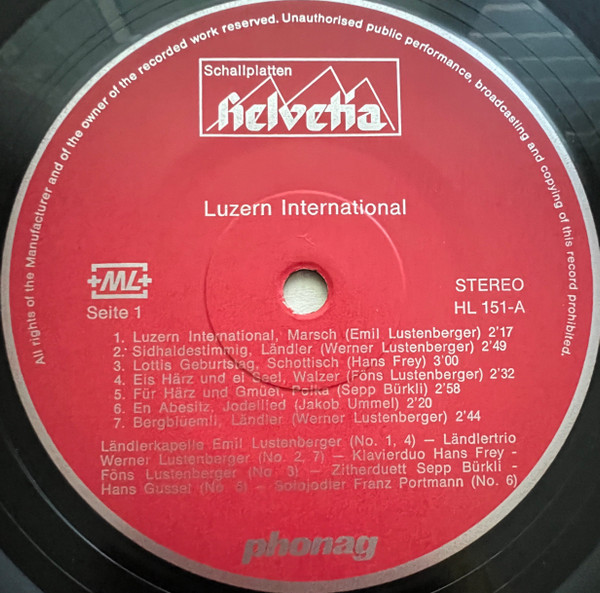 All rights of the Manufacturer and of the owner of the recorded work reserved. Unauthorised public performance, broadcasting and copying of this record prohibited.
Schallplatten
helvetia
Luzern International
+ML+
STEREO
Seite 1
HL 151-A
1. Luzern International, Marsch (Emil Lustenberger) 2'17
2. Sidhaldestimmig, Ländler (Werner Lustenberger) 2'49
3. Lottis Geburtstag, Schottisch (Hans Frey) 3'00
4. Eis Härz und ei Seel, Walzer (Föns Lustenberger) 2'32
5. Für Härz und Gmuet, Polka (Sepp Bürkli) 2'58
6. En Abesitz, Jodellied (Jakob Ummel) 2'20
7. Bergblüemli, Ländler (Werner Lustenberger) 2'44
Ländlerkapelle Emil Lustenberger (No. 1, 4) – Ländlertrio
Werner Lustenberger (No. 2, 7) – Klavierduo Hans Frey -
Föns Lustenberger (No. 3) – Zitherduett Sepp Bürkli -
Hans Gusset (No. 5) – Solojodler Franz Portmann (No. 6)
phonag